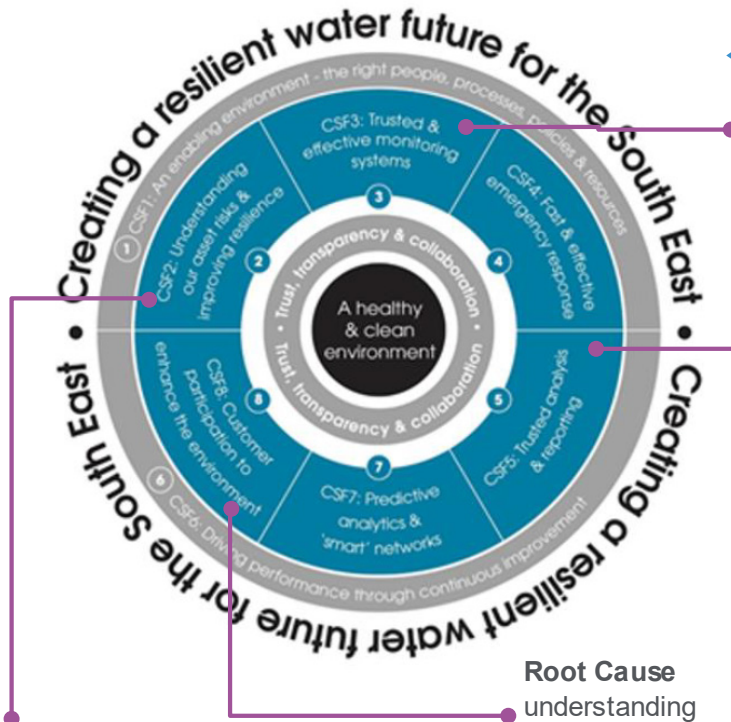 Creating a resilient water future for the South East •
Creating a resilient water future for the South East •
1
CSF1: An enabling environment - the right people, processes, policies & resources
CSF2: Understanding
our asset risks &
improving resilience
2
CSF3: Trusted &
effective monitoring
systems
3
CSF4: Fast & effective
emergency response
4
CSF5: Trusted analysis
& reporting
5
6
CSF6: Driving performance through continuous improvement
7
CSF7: Predictive
analytics &
'smart' networks
8
CSF8: Customer
participation to
enhance the environment
• Trust, transparency & collaboration •
Trust, transparency & collaboration
A healthy
& clean
environment
Root Cause
understanding